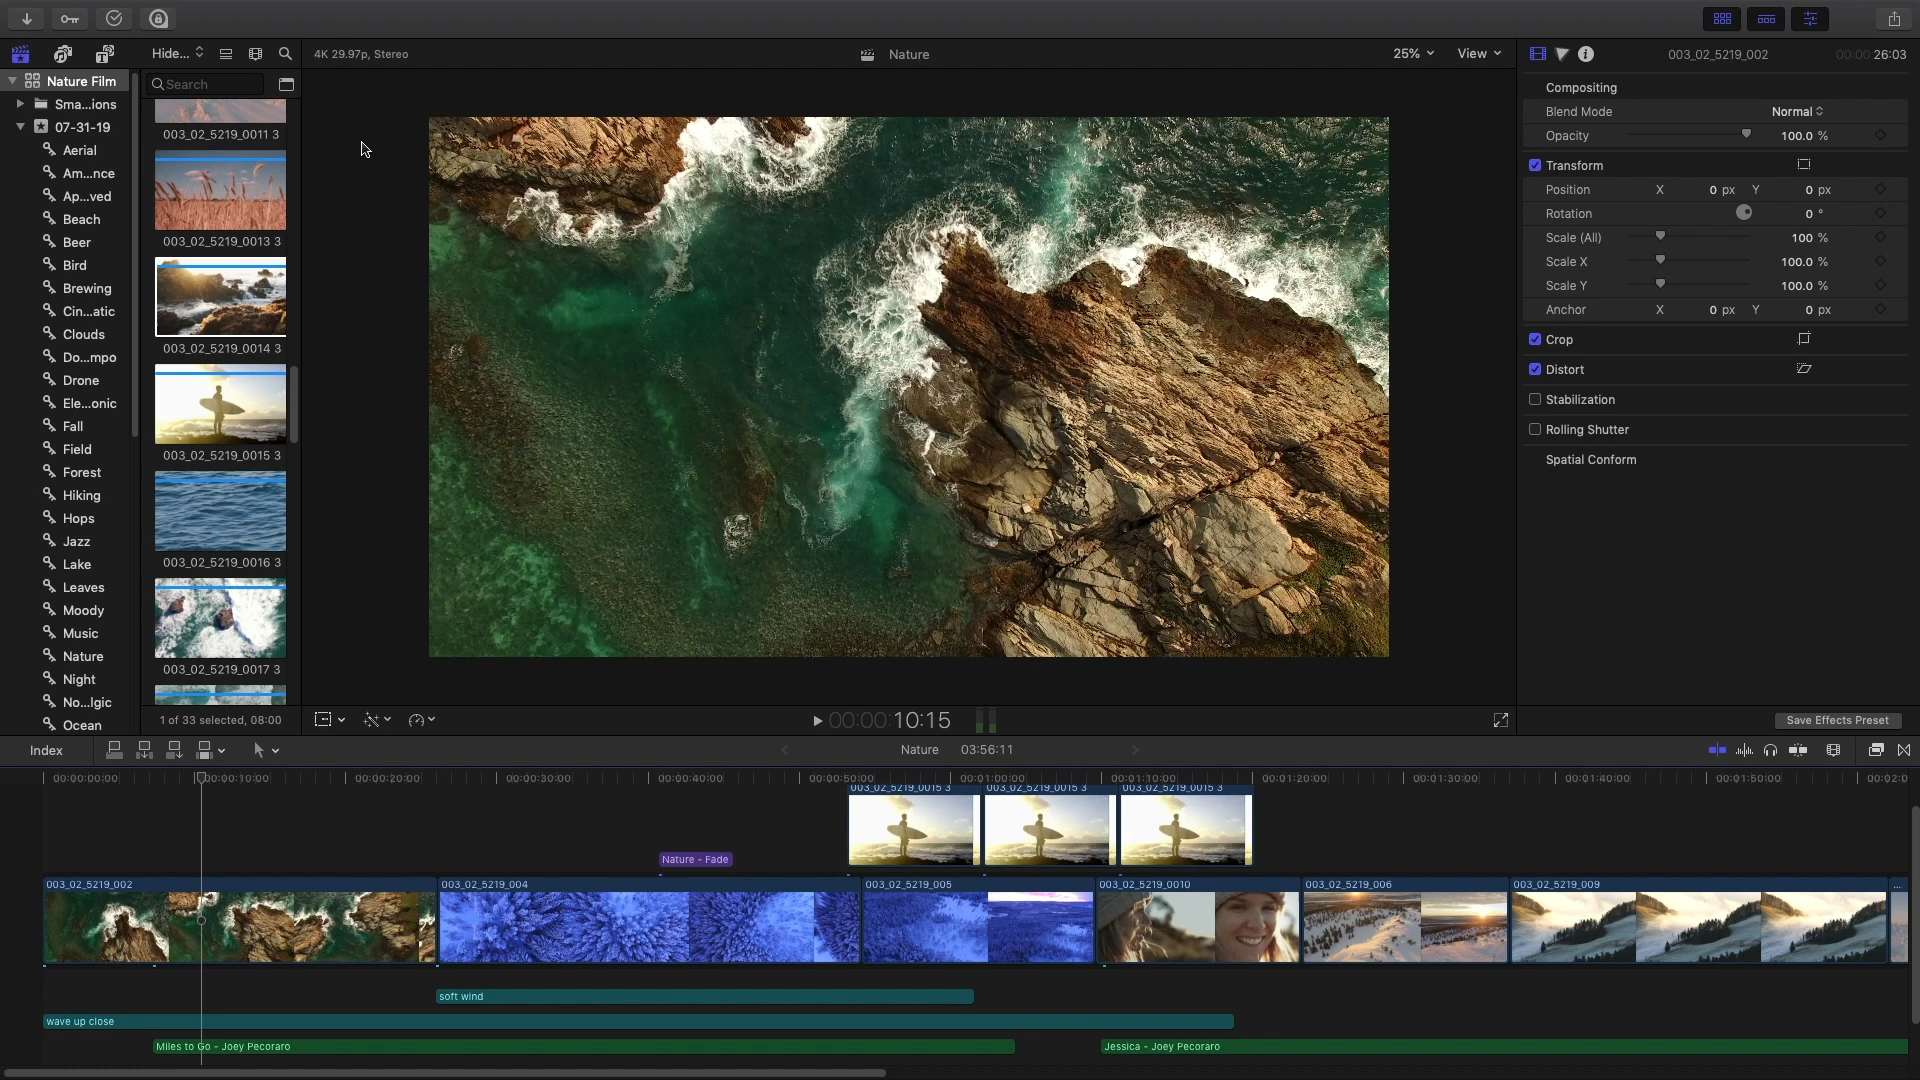 Hide...
4K 29.97p, Stereo
Nature
25%
View
003_02_5219_002
00:00:26:03
Nature Film
Sma...ions
07-31-19
Aerial
Am...nce
Ap...ved
Beach
Beer
Bird
Brewing
Cin...atic
Clouds
Do...mpo
Drone
Ele...onic
Fall
Field
Forest
Hiking
Hops
Jazz
Lake
Leaves
Moody
Music
Nature
Night
No...lgic
Ocean
Search
003_02_5219_0011 3
003_02_5219_0013 3
003_02_5219_0014 3
003_02_5219_0015 3
003_02_5219_0016 3
003_02_5219_0017 3
1 of 33 selected, 08:00
00:00:10:15
Compositing
Blend Mode Normal
Opacity 100.0 %
Transform
Position X 0 px Y 0 px
Rotation 0 °
Scale (All) 100 %
Scale X 100.0 %
Scale Y 100.0 %
Anchor X 0 px Y 0 px
Crop
Distort
Stabilization
Rolling Shutter
Spatial Conform
Save Effects Preset
Index
Nature 03:56:11
00:00:00:00 00:00:10:00 00:00:20:00 00:00:30:00 00:00:40:00 00:00:50:00 00:01:00:00 00:01:10:00 00:01:20:00 00:01:30:00 00:01:40:00 00:01:50:00 00:02:0
003_02_5219_0015 3 003_02_5219_0015 3 003_02_5219_0015 3
Nature - Fade
003_02_5219_002 003_02_5219_004 003_02_5219_005 003_02_5219_0010 003_02_5219_006 003_02_5219_009 ...
soft wind
wave up close
Miles to Go - Joey Pecoraro Jessica - Joey Pecoraro